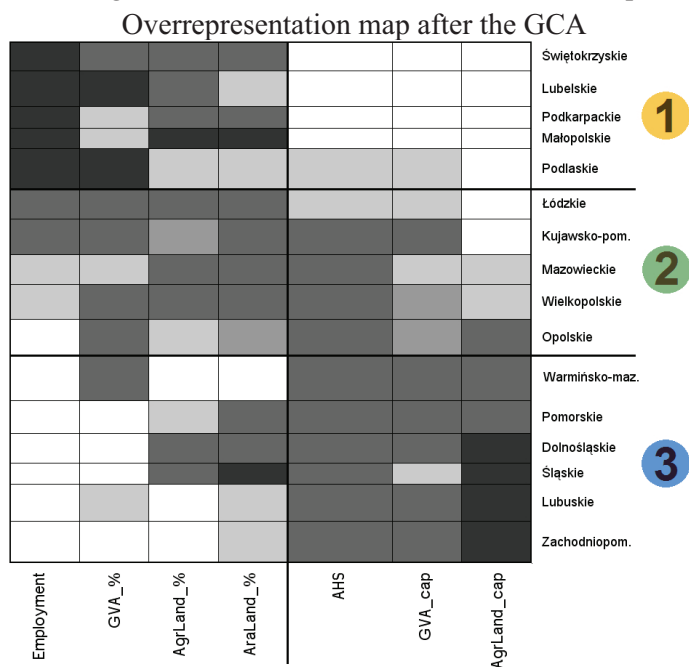 Overrepresentation map after the GCA
Świętokrzyskie
Lubelskie
Podkarpackie
Małopolskie
Podlaskie
1
Łódzkie
Kujawsko-pom.
Mazowieckie
Wielkopolskie
Opolskie
2
Warmińsko-maz.
Pomorskie
Dolnośląskie
Śląskie
Lubuskie
Zachodniopom.
3
Employment
GVA_%
AgrLand_%
AraLand_%
AHS
GVA_cap
AgrLand_cap